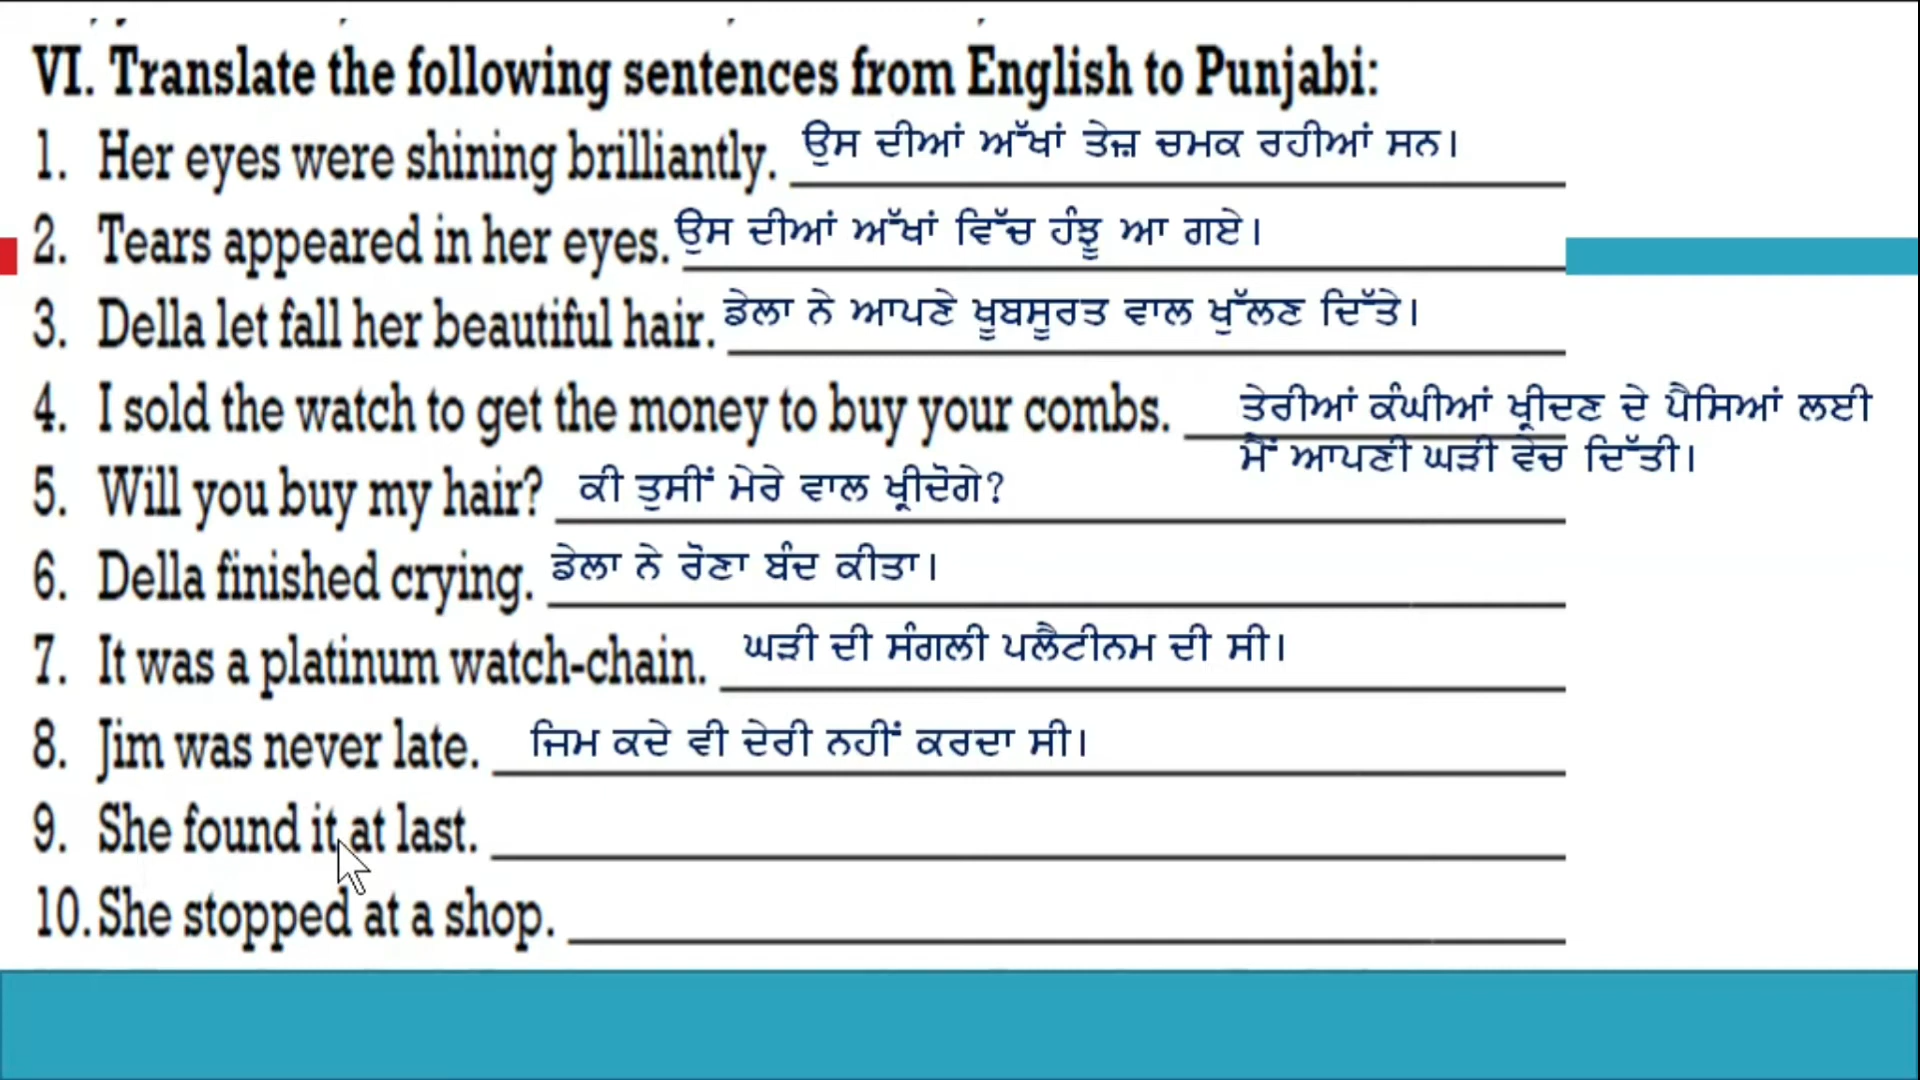 VI. Translate the following sentences from English to Punjabi:
1. Her eyes were shining brilliantly. ਉਸ ਦੀਆਂ ਅੱਖਾਂ ਤੇਜ਼ ਚਮਕ ਰਹੀਆਂ ਸਨ।
2. Tears appeared in her eyes. ਉਸ ਦੀਆਂ ਅੱਖਾਂ ਵਿੱਚ ਹੰਝੂ ਆ ਗਏ।
3. Della let fall her beautiful hair. ਡੇਲਾ ਨੇ ਆਪਣੇ ਖੂਬਸੂਰਤ ਵਾਲ ਖੁੱਲਣ ਦਿੱਤੇ।
4. I sold the watch to get the money to buy your combs. ਤੇਰੀਆਂ ਕੰਘੀਆਂ ਖ੍ਰੀਦਣ ਦੇ ਪੈਸਿਆਂ ਲਈ
ਮੈਂ ਆਪਣੀ ਘੜੀ ਵੇਚ ਦਿੱਤੀ।
5. Will you buy my hair? ਕੀ ਤੁਸੀਂ ਮੇਰੇ ਵਾਲ ਖ੍ਰੀਦੋਗੇ?
6. Della finished crying. ਡੇਲਾ ਨੇ ਰੋਣਾ ਬੰਦ ਕੀਤਾ।
7. It was a platinum watch-chain. ਘੜੀ ਦੀ ਸੰਗਲੀ ਪਲੈਟੀਨਮ ਦੀ ਸੀ।
8. Jim was never late. ਜਿਮ ਕਦੇ ਵੀ ਦੇਰੀ ਨਹੀਂ ਕਰਦਾ ਸੀ।
9. She found it at last.
10. She stopped at a shop.